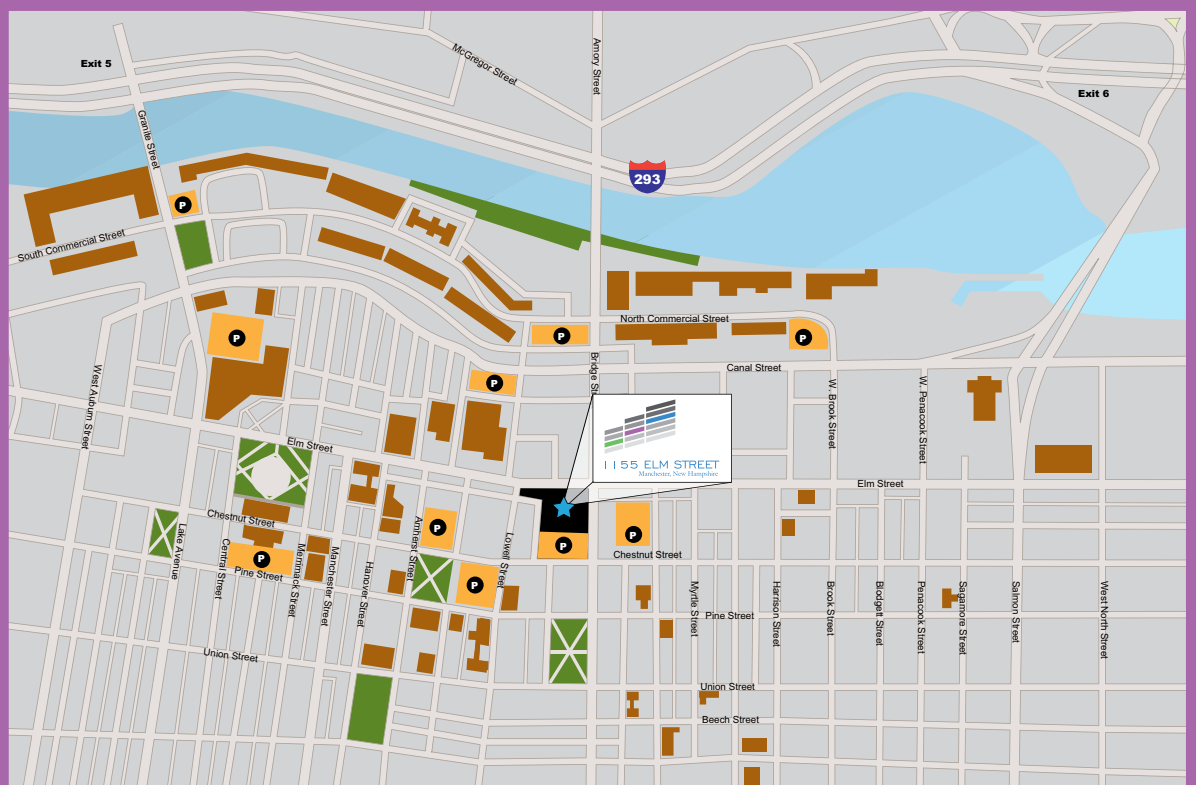 Exit 5
McGregor Street
Amory Street
Exit 6
Granite Street
293
P
South Commercial Street
North Commercial Street
P
P
P
Bridge St
Canal Street
P
West Auburn Street
W. Brook Street
W. Penacook Street
1155 ELM STREET
Manchester, New Hampshire
Elm Street
Elm Street
Chestnut Street
Lake Avenue
Central Street
P
Pine Street
Merrimack Street
Manchester Street
Hanover Street
Amherst Street
P
Lowell Street
P
P
P
Chestnut Street
Myrtle Street
Pine Street
Harrison Street
Brook Street
Blodgett Street
Penacook Street
Sagamore Street
Salmon Street
West North Street
Union Street
Union Street
Beech Street